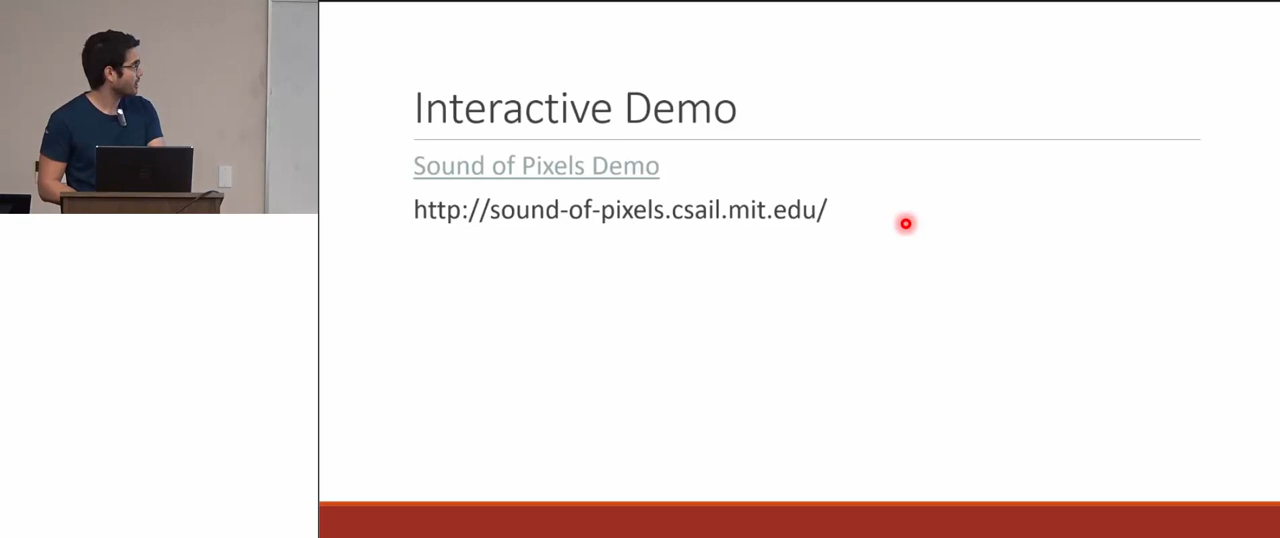 Interactive Demo
Sound of Pixels Demo
http://sound-of-pixels.csail.mit.edu/